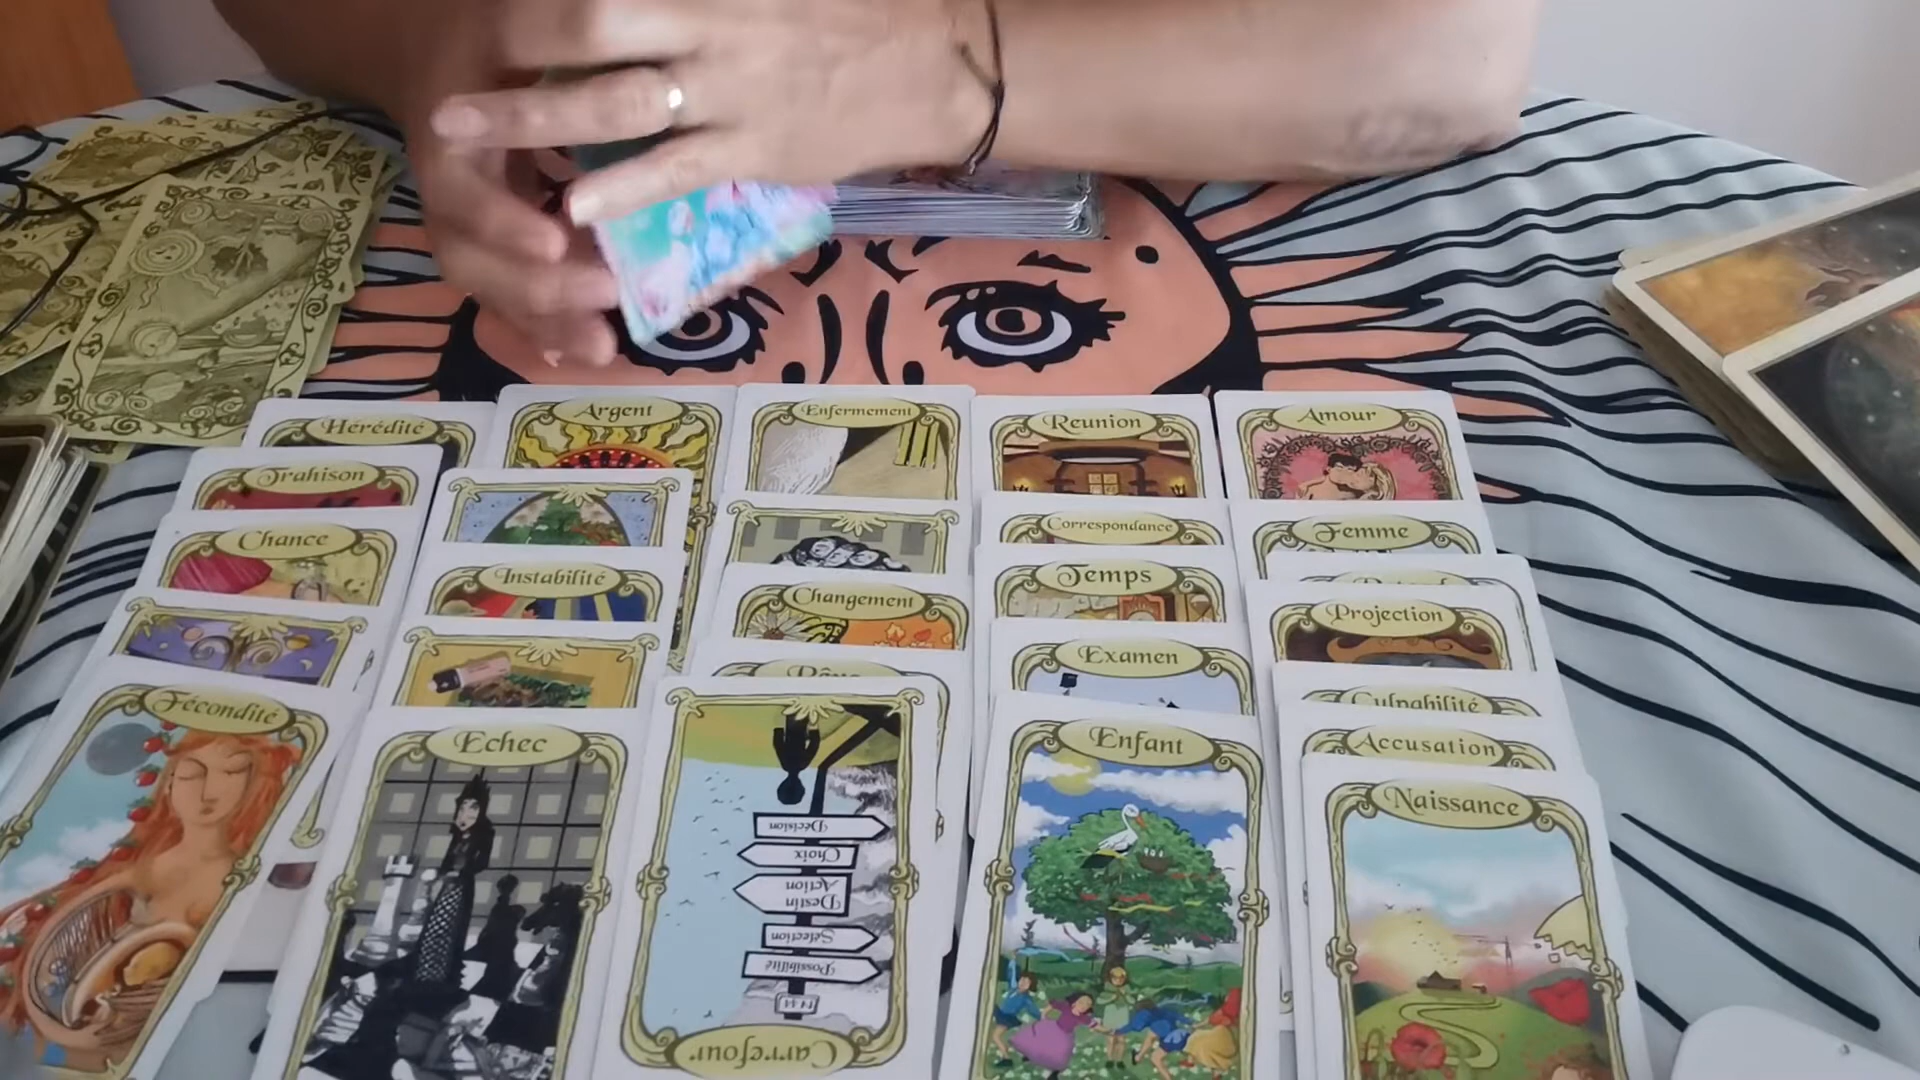 Hérédité
Argent
Enfermement
Reunion
Amour
Trahison
Correspondance
Femme
Chance
Instabilité
Changement
Temps
Projection
Examen
Culpabilité
Fécondité
Echec
Enfant
Accusation
Naissance
Décision
Choix
Action
Destin
Sélection
Possibilité
Carrefour